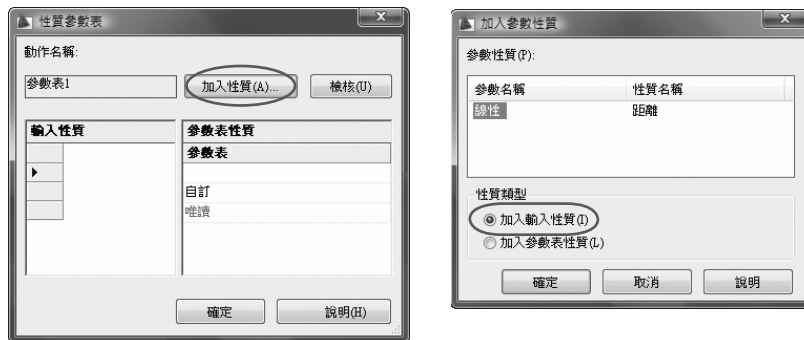 性質參數表
動作名稱:
參數表1
加入性質(A)...
檢核(U)
輸入性質
參數表性質
參數表
自訂
唯讀
確定
說明(H)
加入參數性質
參數性質(P):
參數名稱 性質名稱
線性 距離
性質類型
加入輸入性質(I)
加入參數表性質(L)
確定 取消 說明